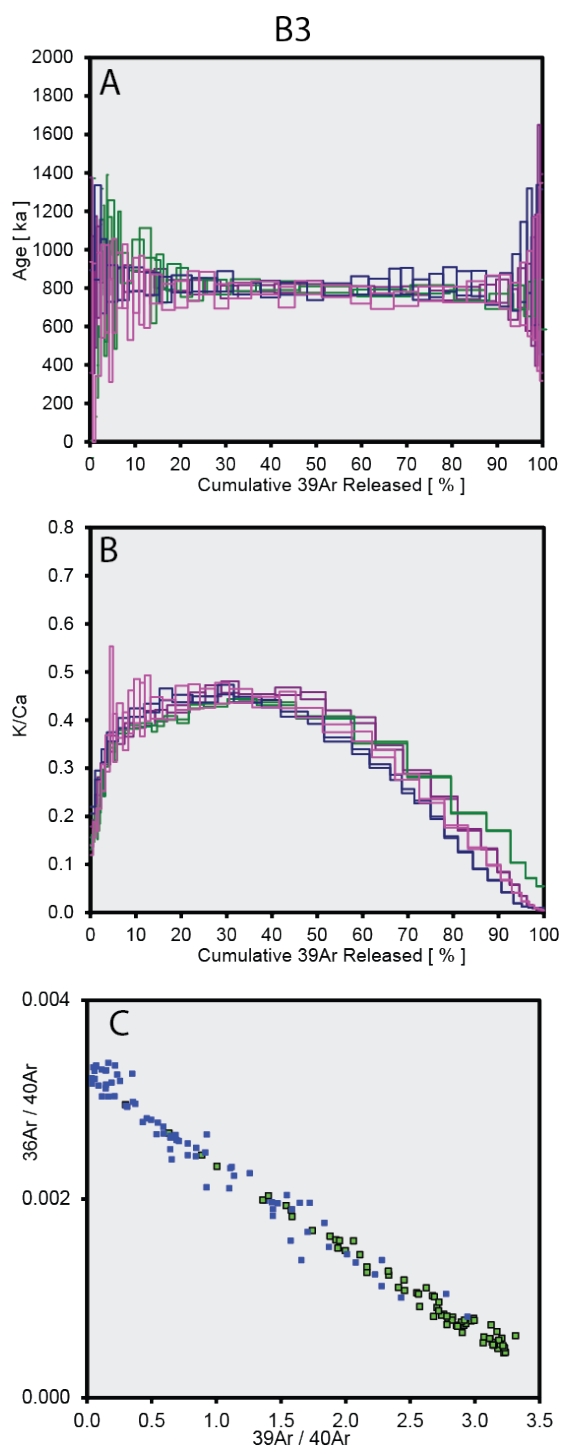 B3
A
Age [ ka ]
2000
1800
1600
1400
1200
1000
800
600
400
200
0
0 10 20 30 40 50 60 70 80 90 100
Cumulative 39Ar Released [ % ]
B
K/Ca
0.8
0.7
0.6
0.5
0.4
0.3
0.2
0.1
0.0
0 10 20 30 40 50 60 70 80 90 100
Cumulative 39Ar Released [ % ]
C
36Ar / 40Ar
0.004
0.002
0.000
0.0 0.5 1.0 1.5 2.0 2.5 3.0 3.5
39Ar / 40Ar